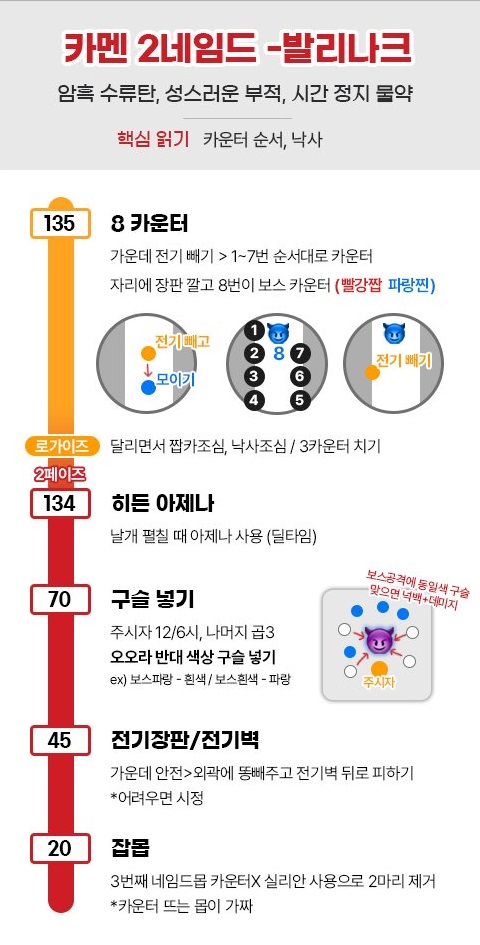 카멘 2네임드 -발리나크
암흑 수류탄, 성스러운 부적, 시간 정지 물약
핵심 읽기 카운터 순서, 낙사
135 8 카운터
가운데 전기 빼기 > 1~7번 순서대로 카운터
자리에 장판 깔고 8번이 보스 카운터 (빨강짭 파랑찐)
전기 빼고
모이기
1
2 8 7
3 6
4 5
전기 빼기
로가이즈 달리면서 짭카조심, 낙사조심 / 3카운터 치기
2페이즈
134 히든 아제나
날개 펼칠 때 아제나 사용 (딜타임)
70 구슬 넣기
주시자 12/6시, 나머지 곱3
오오라 반대 색상 구슬 넣기
ex) 보스파랑 - 흰색 / 보스흰색 - 파랑
보스공격에 동일색 구슬
맞으면 넉백+데미지
주시자
45 전기장판/전기벽
가운데 안전>외곽에 똥빼주고 전기벽 뒤로 피하기
*어려우면 시정
20 잡몹
3번째 네임드몹 카운터X 실리안 사용으로 2마리 제거
*카운터 뜨는 몹이 가짜